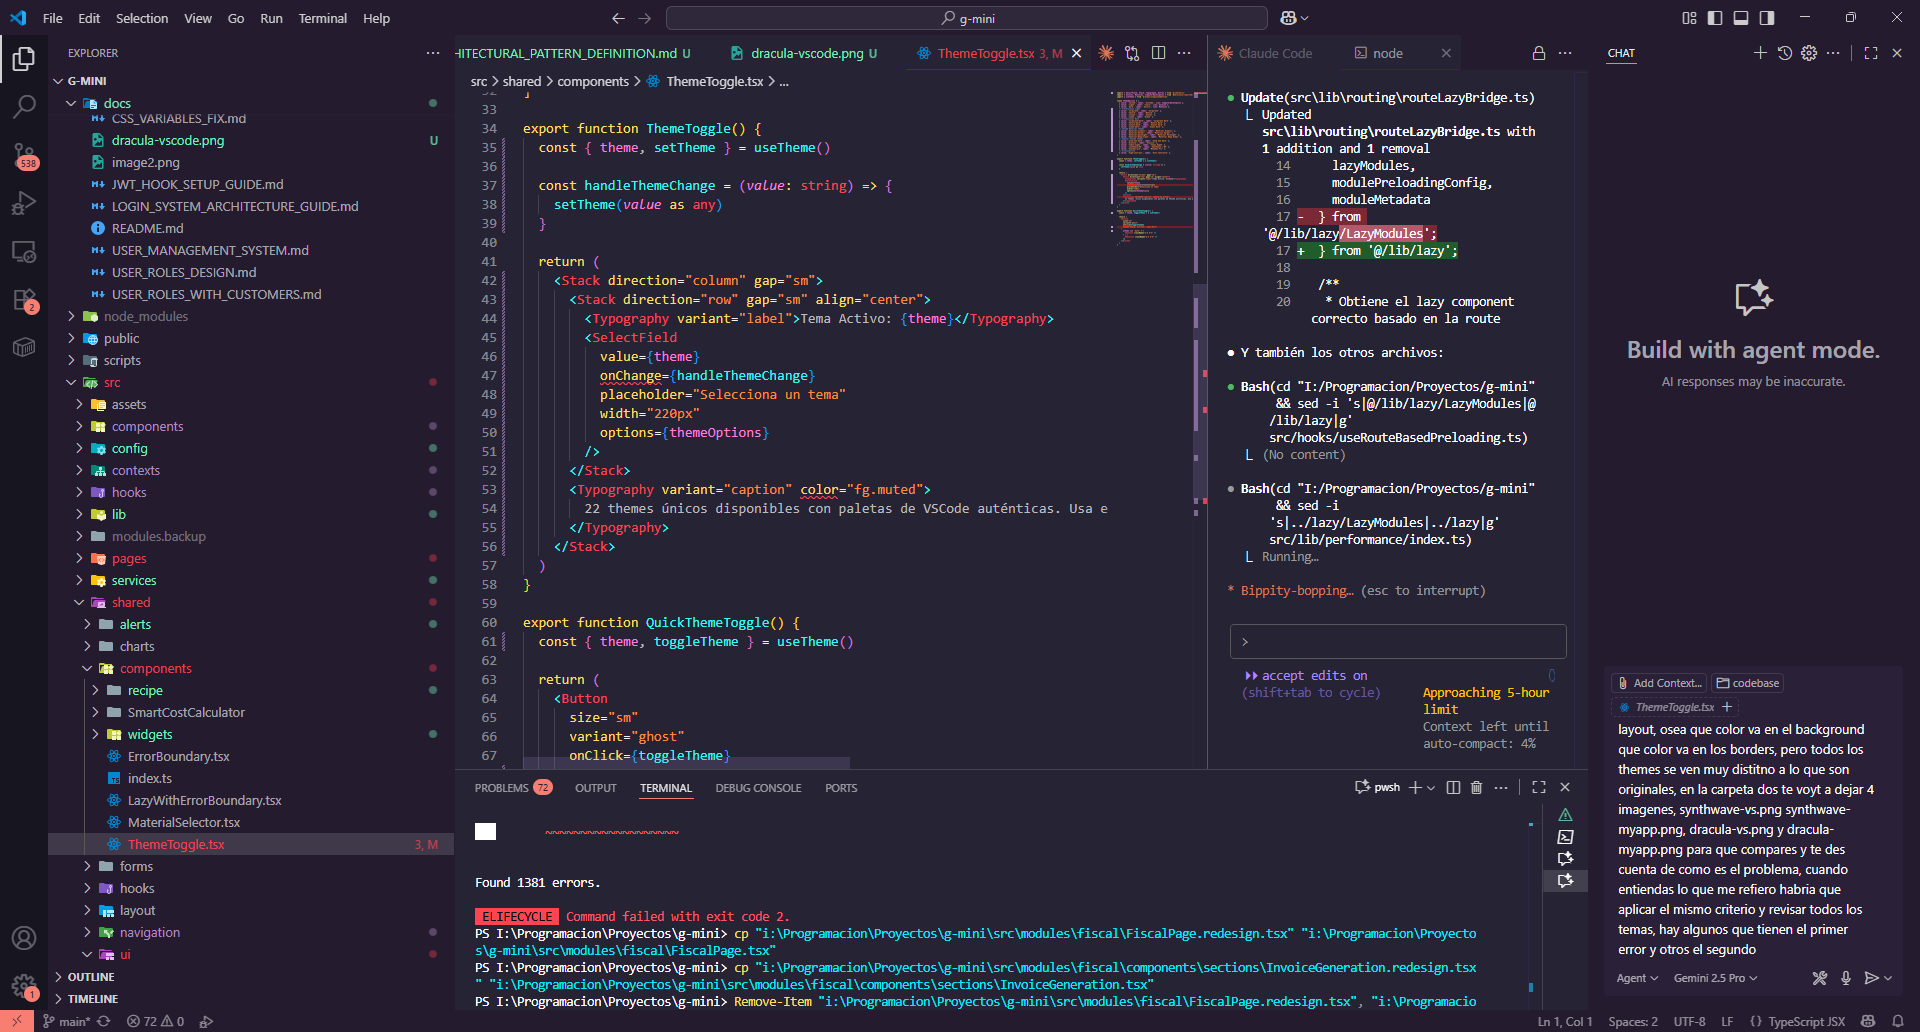 File Edit Selection View Go Run Terminal Help
g-mini
EXPLORER
G-MINI
docs
CSS_VARIABLES_FIX.md
dracula-vscode.png U
image2.png
JWT_HOOK_SETUP_GUIDE.md
LOGIN_SYSTEM_ARCHITECTURE_GUIDE.md
README.md
USER_MANAGEMENT_SYSTEM.md
USER_ROLES_DESIGN.md
USER_ROLES_WITH_CUSTOMERS.md
node_modules
public
scripts
src
assets
components
config
contexts
hooks
lib
modules.backup
pages
services
shared
alerts
charts
components
recipe
SmartCostCalculator
widgets
ErrorBoundary.tsx
index.ts
LazyWithErrorBoundary.tsx
MaterialSelector.tsx
ThemeToggle.tsx 3, M
forms
hooks
layout
navigation
ui
OUTLINE
TIMELINE
538
2
1
HITECTURAL_PATTERN_DEFINITION.md U
dracula-vscode.png U
ThemeToggle.tsx 3, M
src > shared > components > ThemeToggle.tsx > ...
32 ]
33
34 export function ThemeToggle() {
35 const { theme, setTheme } = useTheme()
36
37 const handleThemeChange = (value: string) => {
38 setTheme(value as any)
39 }
40
41 return (
42 <Stack direction="column" gap="sm">
43 <Stack direction="row" gap="sm" align="center">
44 <Typography variant="label">Tema Activo: {theme}</Typography>
45 <SelectField
46 value={theme}
47 onChange={handleThemeChange}
48 placeholder="Selecciona un tema"
49 width="220px"
50 options={themeOptions}
51 />
52 </Stack>
53 <Typography variant="caption" color="fg.muted">
54 22 themes únicos disponibles con paletas de VSCode auténticas. Usa e
55 </Typography>
56 </Stack>
57 )
58 }
59
60 export function QuickThemeToggle() {
61 const { theme, toggleTheme } = useTheme()
62
63 return (
64 <Button
65 size="sm"
66 variant="ghost"
67 onClick={toggleTheme}
Claude Code
node
Update(src\lib\routing\routeLazyBridge.ts)
Updated
src\lib\routing\routeLazyBridge.ts with
1 addition and 1 removal
14 lazyModules,
15 modulePreloadingConfig,
16 moduleMetadata
17 - } from
'@/lib/lazy/LazyModules';
17 + } from '@/lib/lazy';
18
19 /**
20 * Obtiene el lazy component
correcto basado en la route
Y también los otros archivos:
Bash(cd "I:/Programacion/Proyectos/g-mini"
&& sed -i 's|@/lib/lazy/LazyModules|@
/lib/lazy|g'
src/hooks/useRouteBasedPreloading.ts)
(No content)
Bash(cd "I:/Programacion/Proyectos/g-mini"
&& sed -i
's|../lazy/LazyModules|../lazy|g'
src/lib/performance/index.ts)
Running…
* Bippity-bopping… (esc to interrupt)
>
accept edits on
(shift+tab to cycle)
Approaching 5-hour
limit
Context left until
auto-compact: 4%
PROBLEMS 72 OUTPUT TERMINAL DEBUG CONSOLE PORTS
pwsh
~~~~~~~~~~~~~~~~~~~
Found 1381 errors.
ELIFECYCLE Command failed with exit code 2.
PS I:\Programacion\Proyectos\g-mini> cp "i:\Programacion\Proyectos\g-mini\src\modules\fiscal\FiscalPage.redesign.tsx" "i:\Programacion\Proyecto
s\g-mini\src\modules\fiscal\FiscalPage.tsx"
PS I:\Programacion\Proyectos\g-mini> cp "i:\Programacion\Proyectos\g-mini\src\modules\fiscal\components\sections\InvoiceGeneration.redesign.tsx
" "i:\Programacion\Proyectos\g-mini\src\modules\fiscal\components\sections\InvoiceGeneration.tsx"
PS I:\Programacion\Proyectos\g-mini> Remove-Item "i:\Programacion\Proyectos\g-mini\src\modules\fiscal\FiscalPage.redesign.tsx", "i:\Programacio
CHAT
Build with agent mode.
AI responses may be inaccurate.
Add Context... codebase
ThemeToggle.tsx +
layout, osea que color va en el background
que color va en los borders, pero todos los
themes se ven muy distitno a lo que son
originales, en la carpeta dos te voyt a dejar 4
imagenes, synthwave-vs.png synthwave-
myapp.png, dracula-vs.png y dracula-
myapp.png para que compares y te des
cuenta de como es el problema, cuando
entiendas lo que me refiero habria que
aplicar el mismo criterio y revisar todos los
temas, hay algunos que tienen el primer
error y otros el segundo
Agent Gemini 2.5 Pro
main* 72 0
Ln 1, Col 1 Spaces: 2 UTF-8 LF {} TypeScript JSX